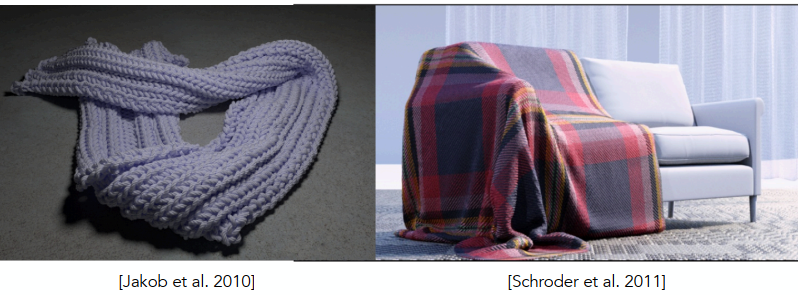 [Jakob et al. 2010]
[Schroder et al. 2011]